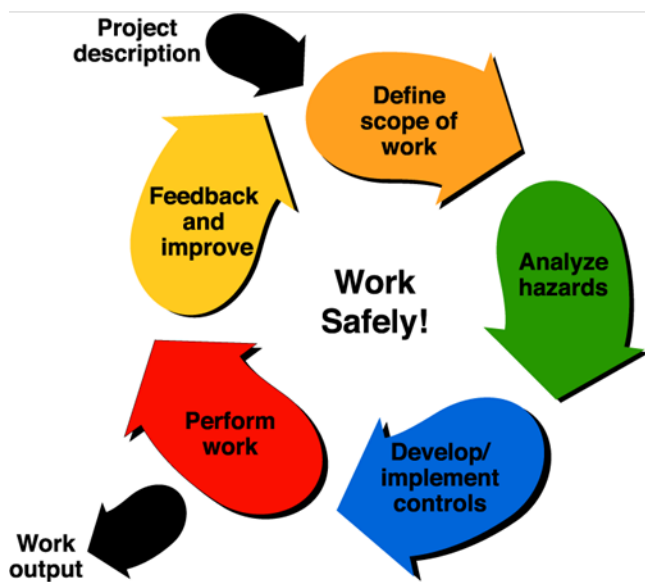 Project
description
Define
scope of
work
Analyze
hazards
Develop/
implement
controls
Perform
work
Work
output
Feedback
and
improve
Work
Safely!